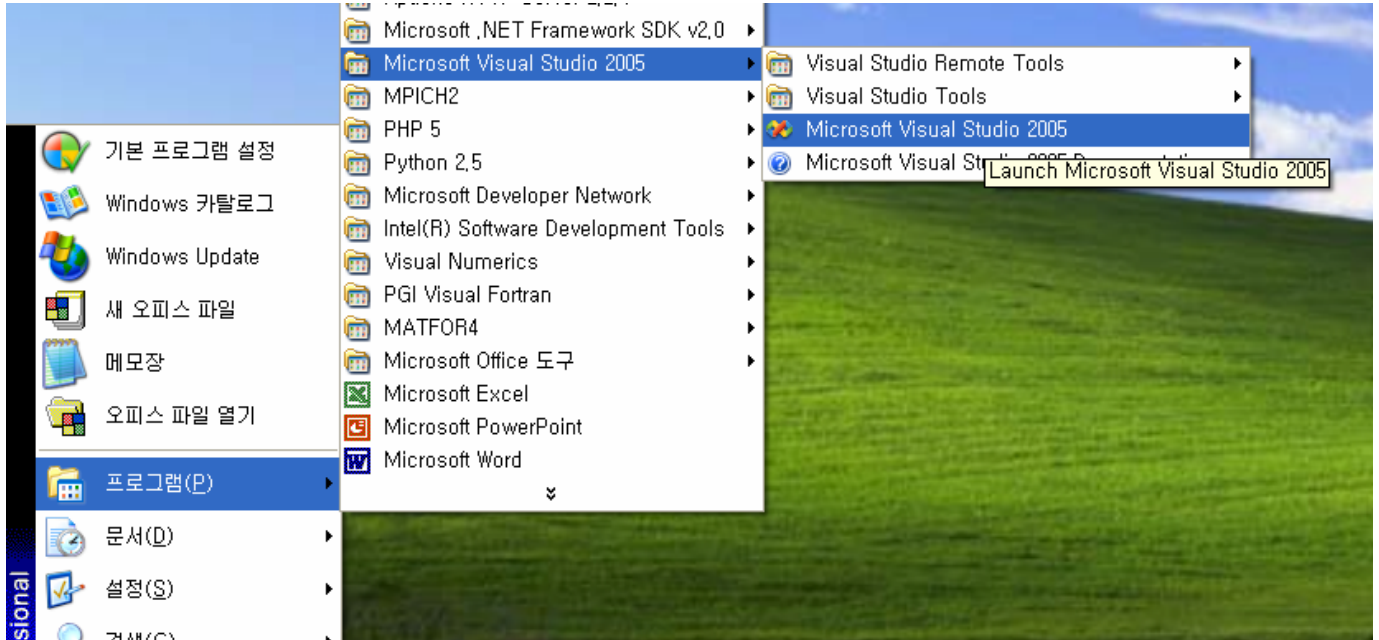 기본 프로그램 설정
Windows 카탈로그
Windows Update
새 오피스 파일
메모장
오피스 파일 열기
프로그램(P)
문서(D)
설정(S)
sional
Microsoft .NET Framework SDK v2.0
Microsoft Visual Studio 2005
MPICH2
PHP 5
Python 2.5
Microsoft Developer Network
Intel(R) Software Development Tools
Visual Numerics
PGI Visual Fortran
MATFOR4
Microsoft Office 도구
Microsoft Excel
Microsoft PowerPoint
Microsoft Word
Visual Studio Remote Tools
Visual Studio Tools
Microsoft Visual Studio 2005
Microsoft Visual
Launch Microsoft Visual Studio 2005